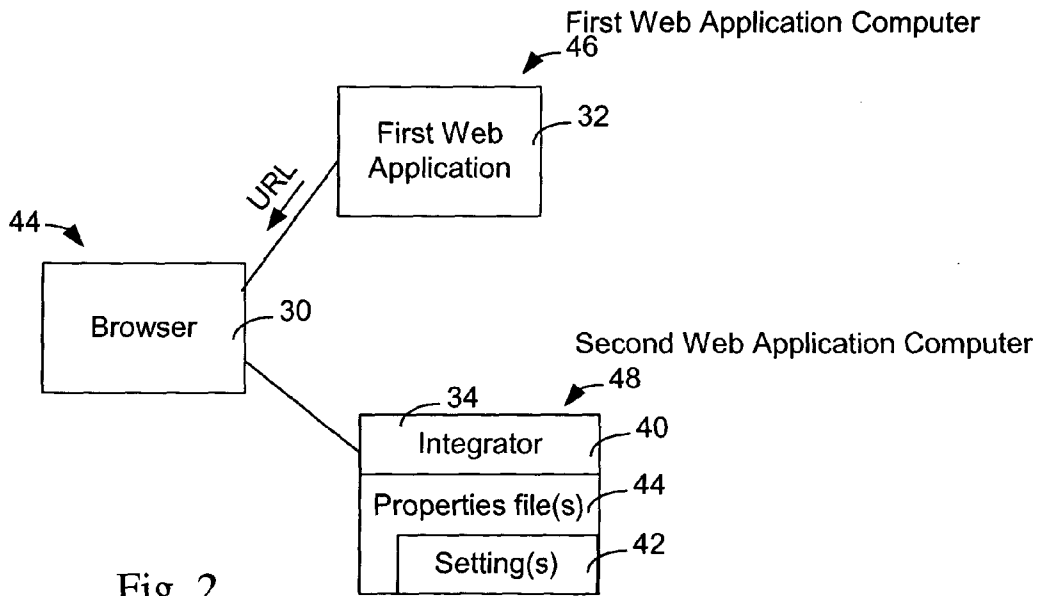 First Web Application Computer
46
First Web
Application
32
URL
44
Browser
30
Second Web Application Computer
48
34
Integrator
40
Properties file(s)
44
Setting(s)
42
Fig. 2